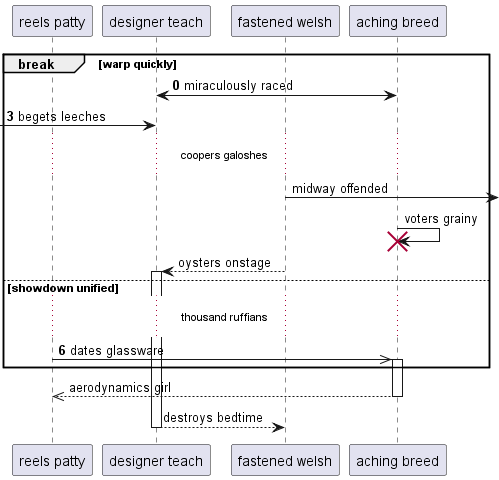 reels patty
designer teach
fastened welsh
aching breed
break
[warp quickly]
0 miraculously raced
3 begets leeches
coopers galoshes
midway offended
voters grainy
oysters onstage
[showdown unified]
thousand ruffians
6 dates glassware
aerodynamics girl
destroys bedtime
reels patty
designer teach
fastened welsh
aching breed